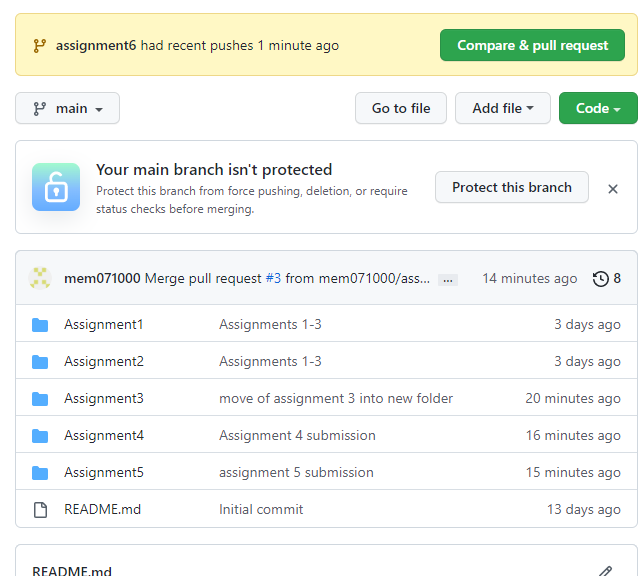 assignment6 had recent pushes 1 minute ago Compare & pull request
main Go to file Add file Code
Your main branch isn't protected
Protect this branch from force pushing, deletion, or require
status checks before merging.
Protect this branch
mem071000 Merge pull request #3 from mem071000/ass... ... 14 minutes ago 8
Assignment1 Assignments 1-3 3 days ago
Assignment2 Assignments 1-3 3 days ago
Assignment3 move of assignment 3 into new folder 20 minutes ago
Assignment4 Assignment 4 submission 16 minutes ago
Assignment5 assignment 5 submission 15 minutes ago
README.md Initial commit 13 days ago
README.md